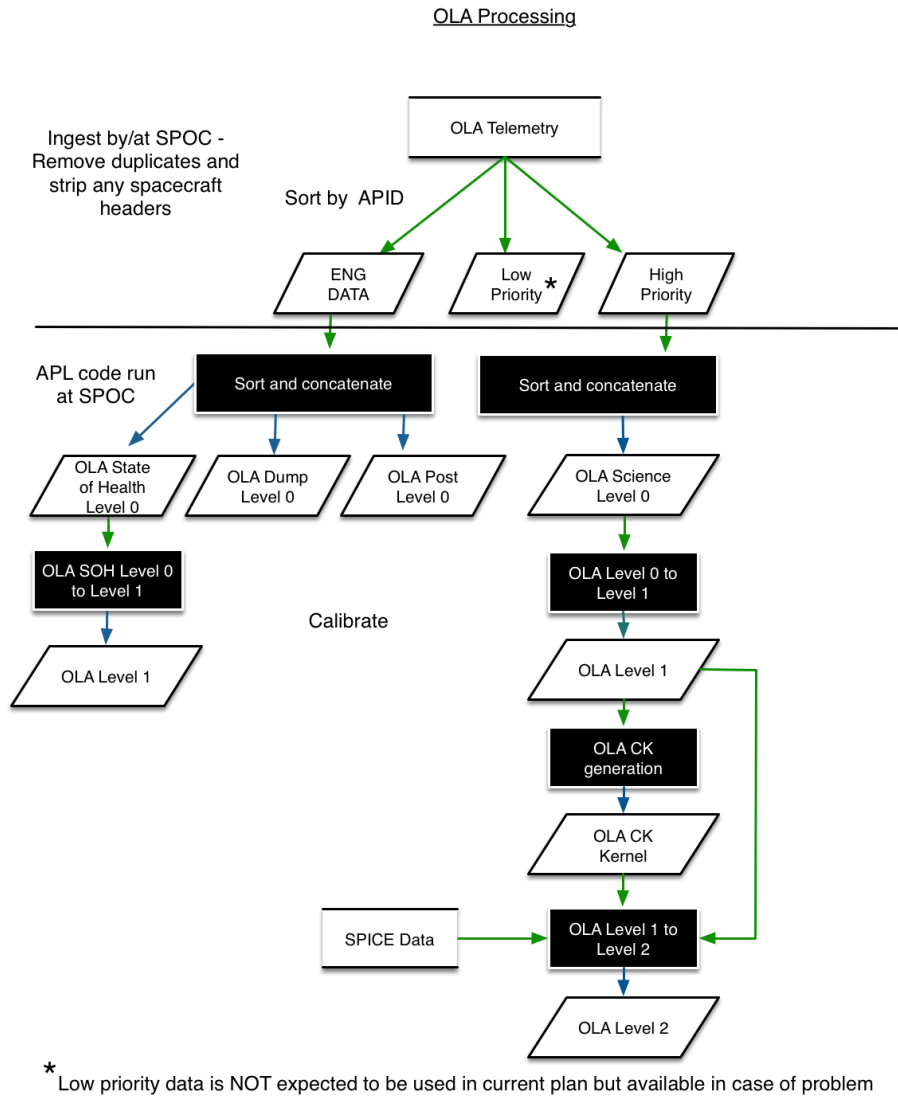 OLA Processing
OLA Telemetry
Ingest by/at SPOC -
Remove duplicates and
strip any spacecraft
headers
Sort by  APID
ENG
DATA
Low
Priority *
High
Priority
APL code run
at SPOC
Sort and concatenate
Sort and concatenate
OLA State
of Health
Level 0
OLA Dump
Level 0
OLA Post
Level 0
OLA Science
Level 0
OLA SOH Level 0
to Level 1
OLA Level 0 to
Level 1
Calibrate
OLA Level 1
OLA Level 1
OLA CK
generation
OLA CK
Kernel
SPICE Data
OLA Level 1 to
Level 2
OLA Level 2
* Low priority data is NOT expected to be used in current plan but available in case of problem